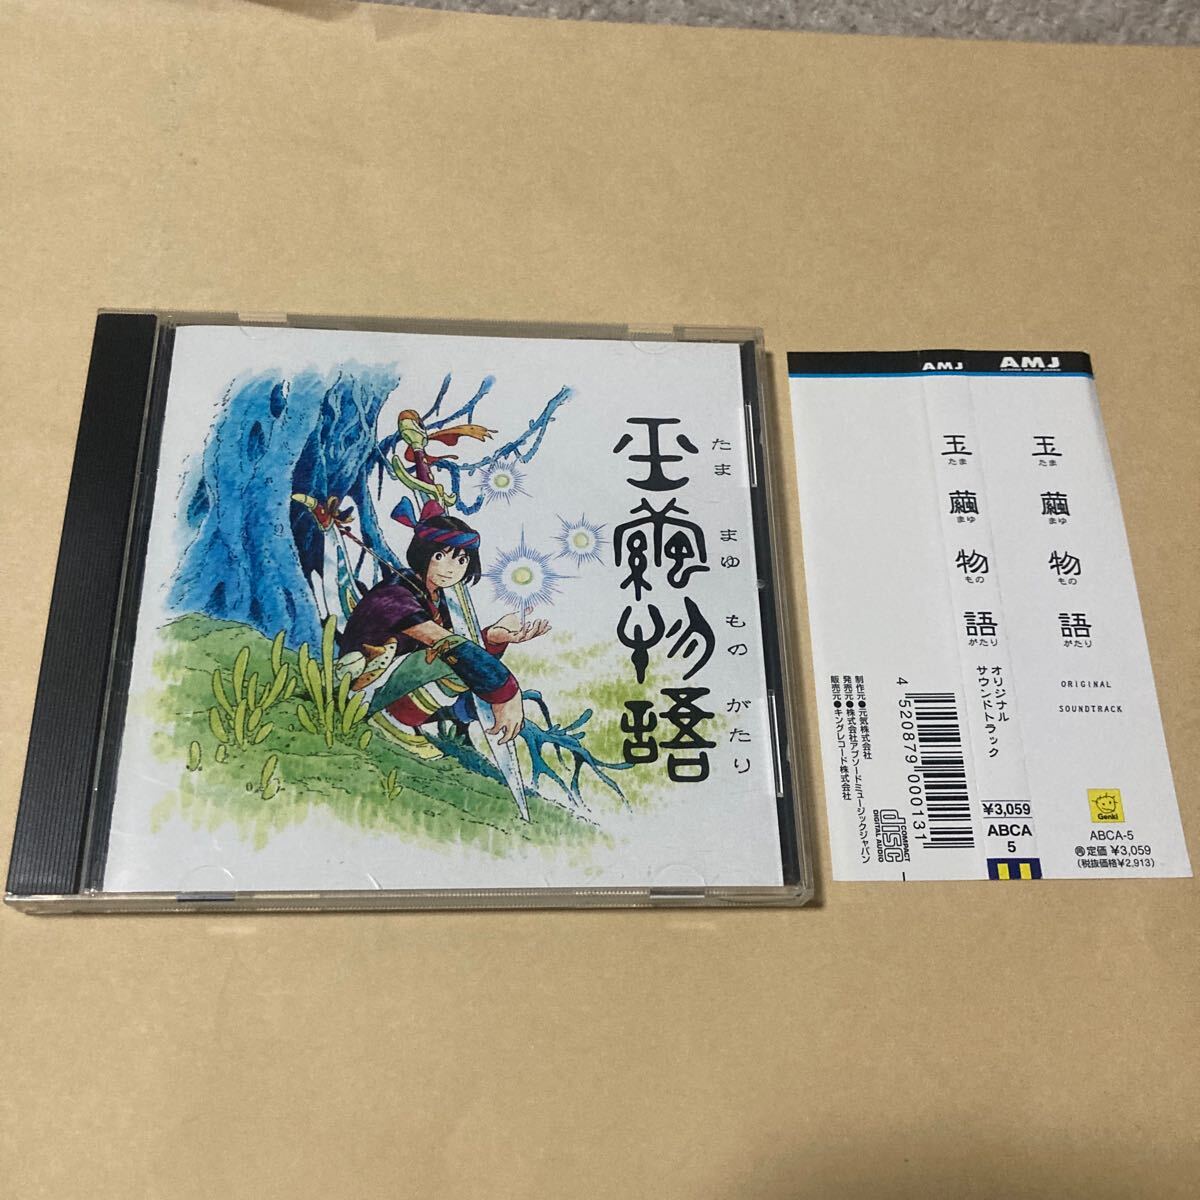 玉繭物語
たま まゆ ものがたり
AMJ
玉繭物語
たま まゆ もの がたり
オリジナル
サウンドトラック
制作元●元気株式会社
発売元●株式会社アブソードミュージックジャパン
販売元●キングレコード株式会社
4 520879 000131
COMPACT
disc
DIGITAL AUDIO
¥3,059
ABCA
5
AMJ
玉繭物語
たま まゆ もの がたり
ORIGINAL
SOUNDTRACK
Genki
ABCA-5
定価 ¥3,059
(税抜価格¥2,913)